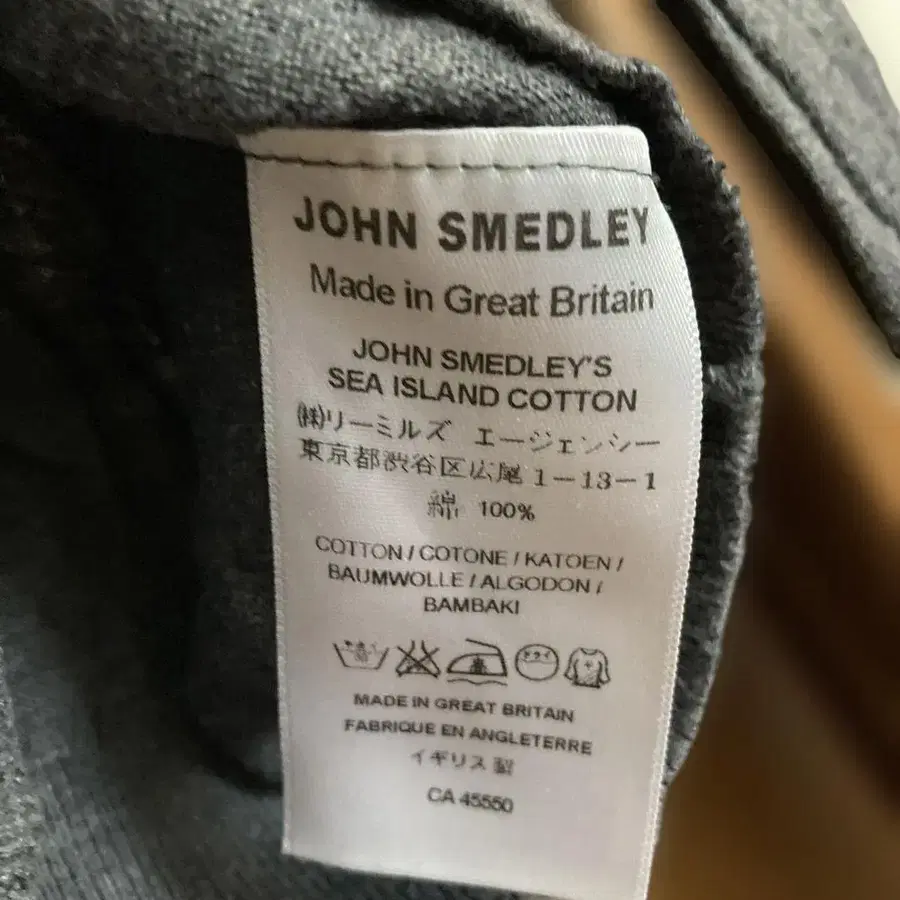 JOHN SMEDLEY
Made in Great Britain
JOHN SMEDLEY'S
SEA ISLAND COTTON
㈱リーミルズ エージェンシー
東京都渋谷区広尾1-13-1
綿 100%
COTTON / COTONE / KATOEN /
BAUMWOLLE / ALGODON /
BAMBAKI
ドライ
MADE IN GREAT BRITAIN
FABRIQUE EN ANGLETERRE
イギリス製
CA 45550